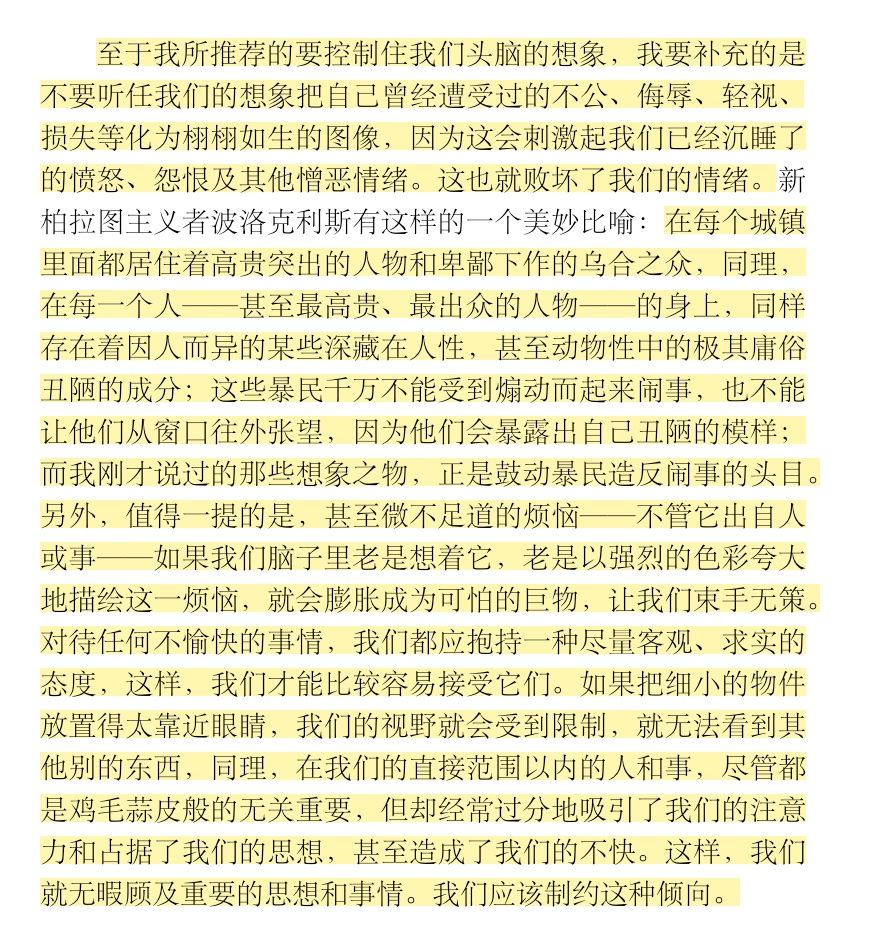 至于我所推荐的要控制住我们头脑的想象，我要补充的是
不要听任我们的想象把自己曾经遭受过的不公、侮辱、轻视、
损失等化为栩栩如生的图像，因为这会刺激起我们已经沉睡了
的愤怒、怨恨及其他憎恶情绪。这也就败坏了我们的情绪。新
柏拉图主义者波洛克利斯有这样的一个美妙比喻：在每个城镇
里面都居住着高贵突出的人物和卑鄙下作的乌合之众，同理，
在每一个人——甚至最高贵、最出众的人物——的身上，同样
存在着因人而异的某些深藏在人性，甚至动物性中的极其庸俗
丑陋的成分；这些暴民千万不能受到煽动而起来闹事，也不能
让他们从窗口往外张望，因为他们会暴露出自己丑陋的模样；
而我刚才说过的那些想象之物，正是鼓动暴民造反闹事的头目。
另外，值得一提的是，甚至微不足道的烦恼——不管它出自人
或事——如果我们脑子里老是想着它，老是以强烈的色彩夸大
地描绘这一烦恼，就会膨胀成为可怕的巨物，让我们束手无策。
对待任何不愉快的事情，我们都应抱持一种尽量客观、求实的
态度，这样，我们才能比较容易接受它们。如果把细小的物件
放置得太靠近眼睛，我们的视野就会受到限制，就无法看到其
他别的东西，同理，在我们的直接范围以内的人和事，尽管都
是鸡毛蒜皮般的无关重要，但却经常过分地吸引了我们的注意
力和占据了我们的思想，甚至造成了我们的不快。这样，我们
就无暇顾及重要的思想和事情。我们应该制约这种倾向。